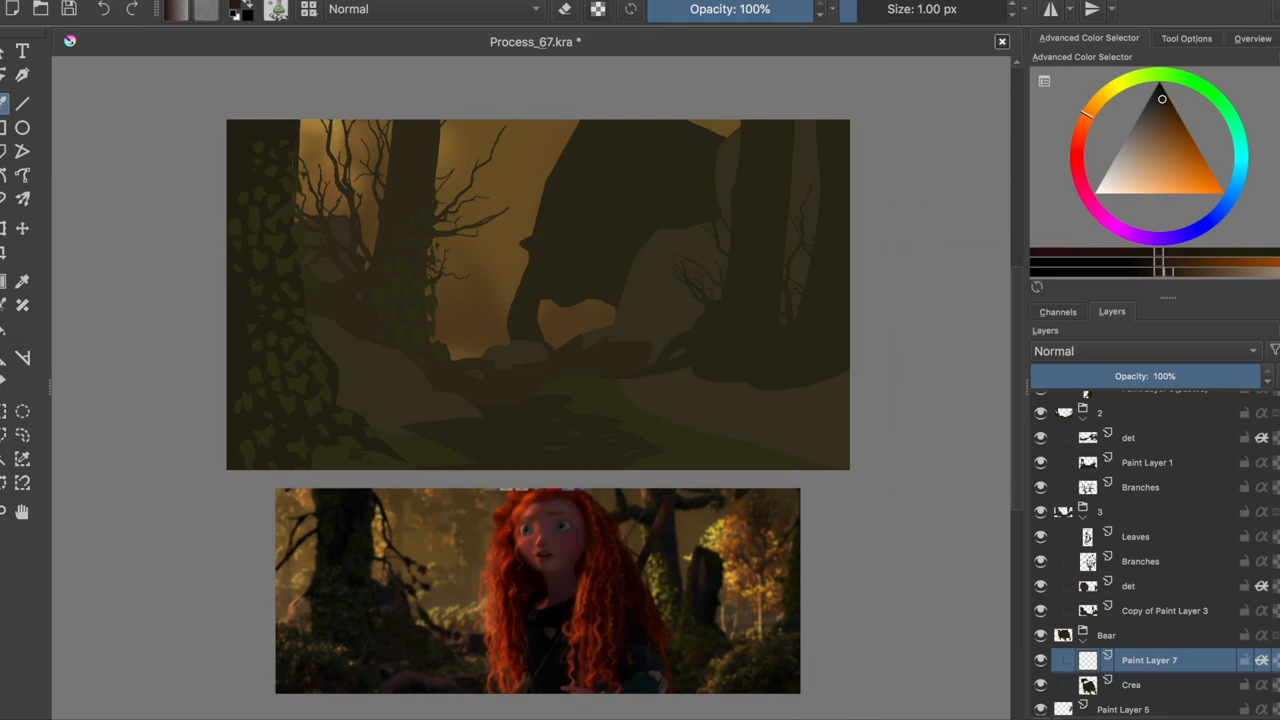 Normal
Opacity: 100%
Size: 1.00 px
Process_67.kra *
Advanced Color Selector
Tool Options
Overview
Advanced Color Selector
Channels
Layers
Layers
Normal
Opacity: 100%
2
det
Paint Layer 1
Branches
3
Leaves
Branches
det
Copy of Paint Layer 3
Bear
Paint Layer 7
Crea
Paint Layer 5